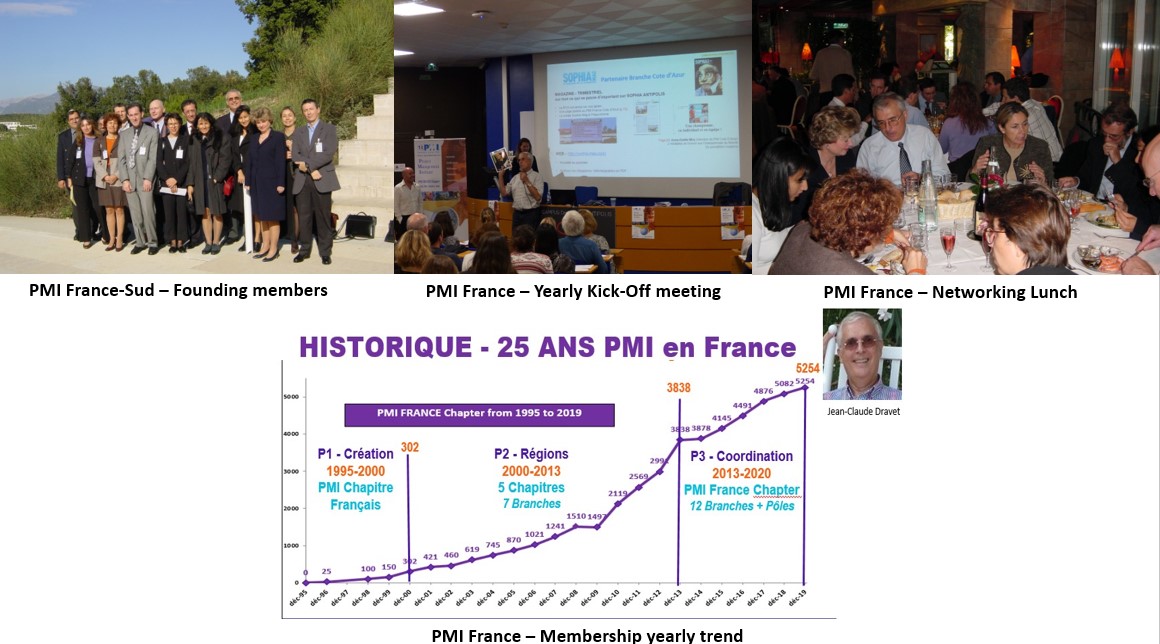 SOPHIA
Partenaire Branche Cote d'Azur
PMI
PMI France-Sud – Founding members
PMI France – Yearly Kick-Off meeting
PMI France – Networking Lunch
HISTORIQUE - 25 ANS PMI en France
Jean-Claude Dravet
PMI FRANCE Chapter from 1995 to 2019
P1 - Création
1995-2000
PMI Chapitre
Français
P2 - Régions
2000-2013
5 Chapitres
7 Branches
P3 - Coordination
2013-2020
PMI France Chapter
12 Branches + Pôles
302
3838
5254
5000
4000
3000
2000
1000
0
0 25 100 150 302 421 460 619 745 870 1021 1241 1510 1497 2119 2569 2992 3838 3878 4145 4491 4876 5082 5254
déc-95 déc-96 déc-97 déc-98 déc-99 déc-00 déc-01 déc-02 déc-03 déc-04 déc-05 déc-06 déc-07 déc-08 déc-09 déc-10 déc-11 déc-12 déc-13 déc-14 déc-15 déc-16 déc-17 déc-18 déc-19
PMI France – Membership yearly trend